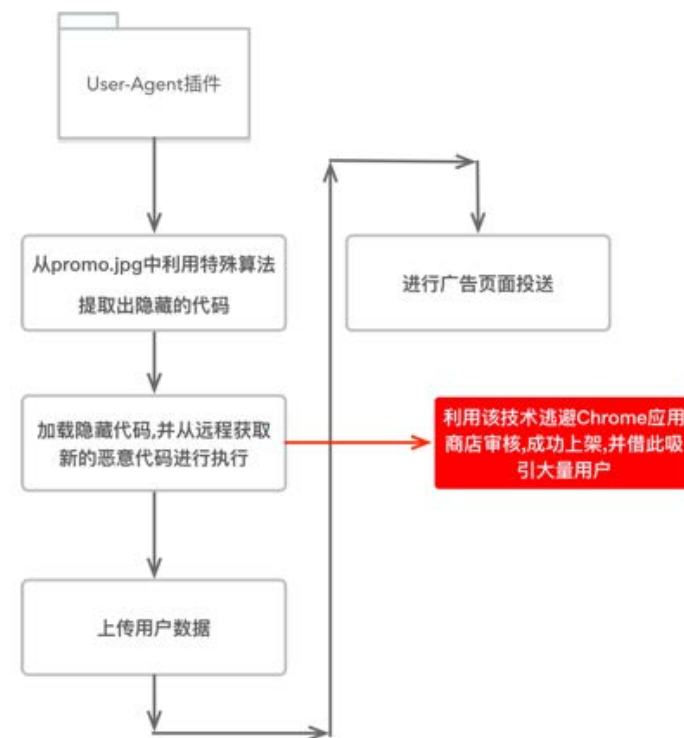 User-Agent插件
从promo.jpg中利用特殊算法
提取出隐藏的代码
加载隐藏代码,并从远程获取
新的恶意代码进行执行
利用该技术逃避Chrome应用
商店审核,成功上架,并借此吸
引大量用户
上传用户数据
进行广告页面投送